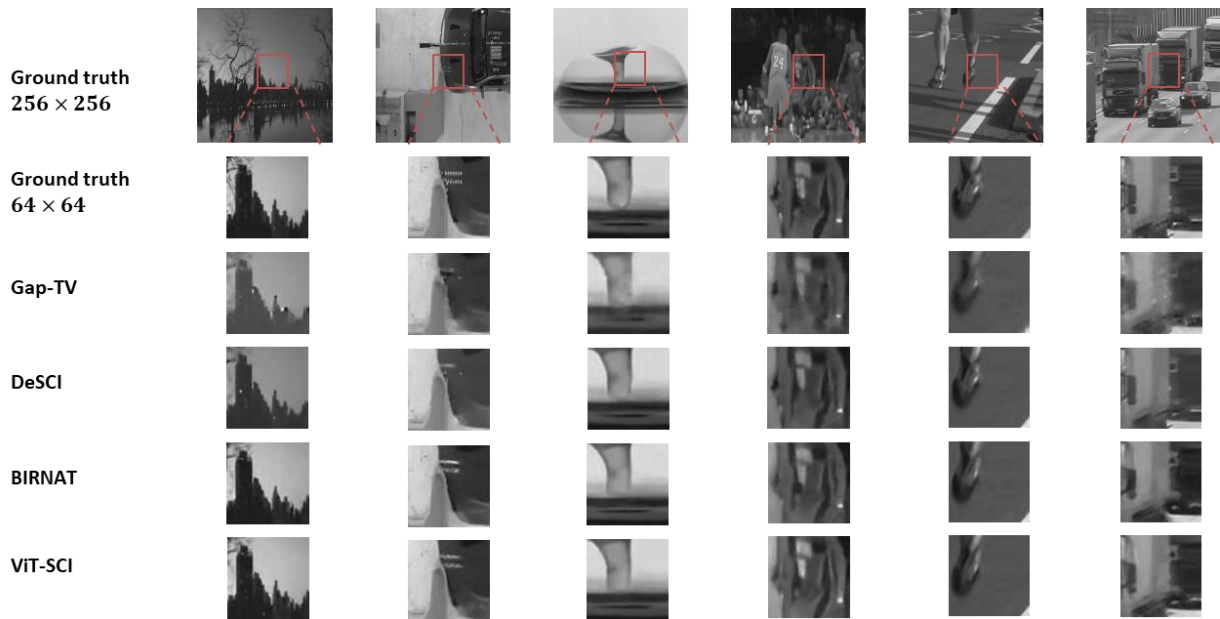 Ground truth
256 × 256
24
Ground truth
64 × 64
Gap-TV
DeSCI
BIRNAT
ViT-SCI